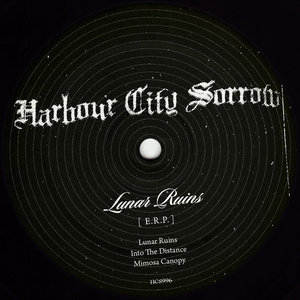 Harbour City Sorrow
Lunar Ruins
[ E.R.P. ]
Lunar Ruins
Into The Distance
Mimosa Canopy
HCS996